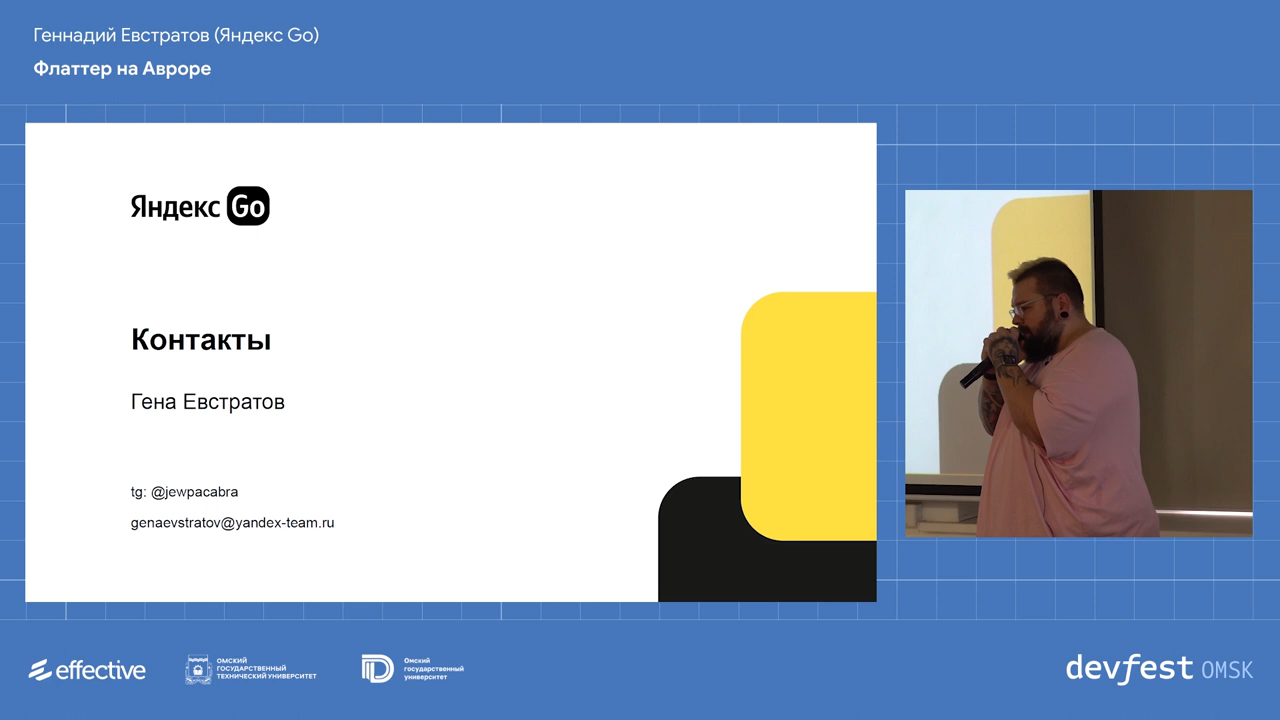 Геннадий Евстратов (Яндекс Go)
Флаттер на Авроре
Яндекс Go
Контакты
Гена Евстратов
tg: @jewpacabra
genaevstratov@yandex-team.ru
effective
ОМСКИЙ
ГОСУДАРСТВЕННЫЙ
ТЕХНИЧЕСКИЙ УНИВЕРСИТЕТ
Омский
государственный
университет
devfest OMSK